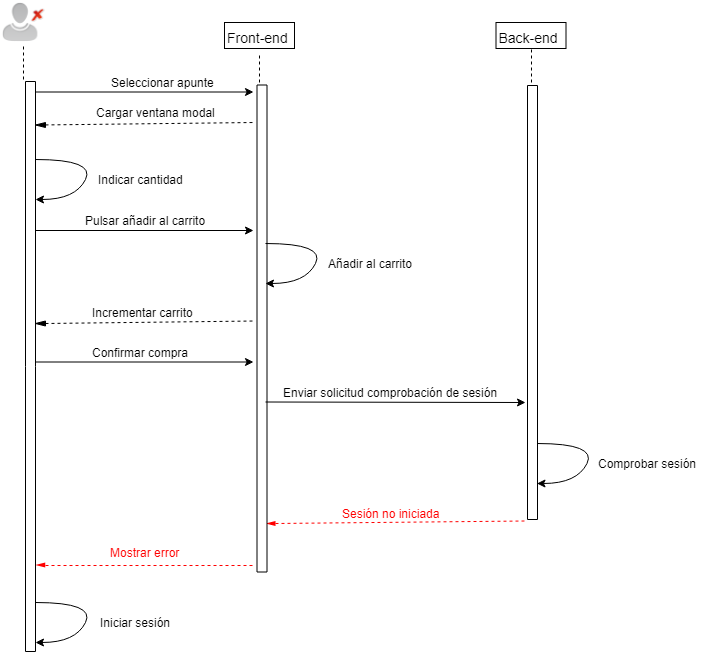 Front-end
Back-end
Seleccionar apunte
Cargar ventana modal
Indicar cantidad
Pulsar añadir al carrito
Añadir al carrito
Incrementar carrito
Confirmar compra
Enviar solicitud comprobación de sesión
Comprobar sesión
Sesión no iniciada
Mostrar error
Iniciar sesión